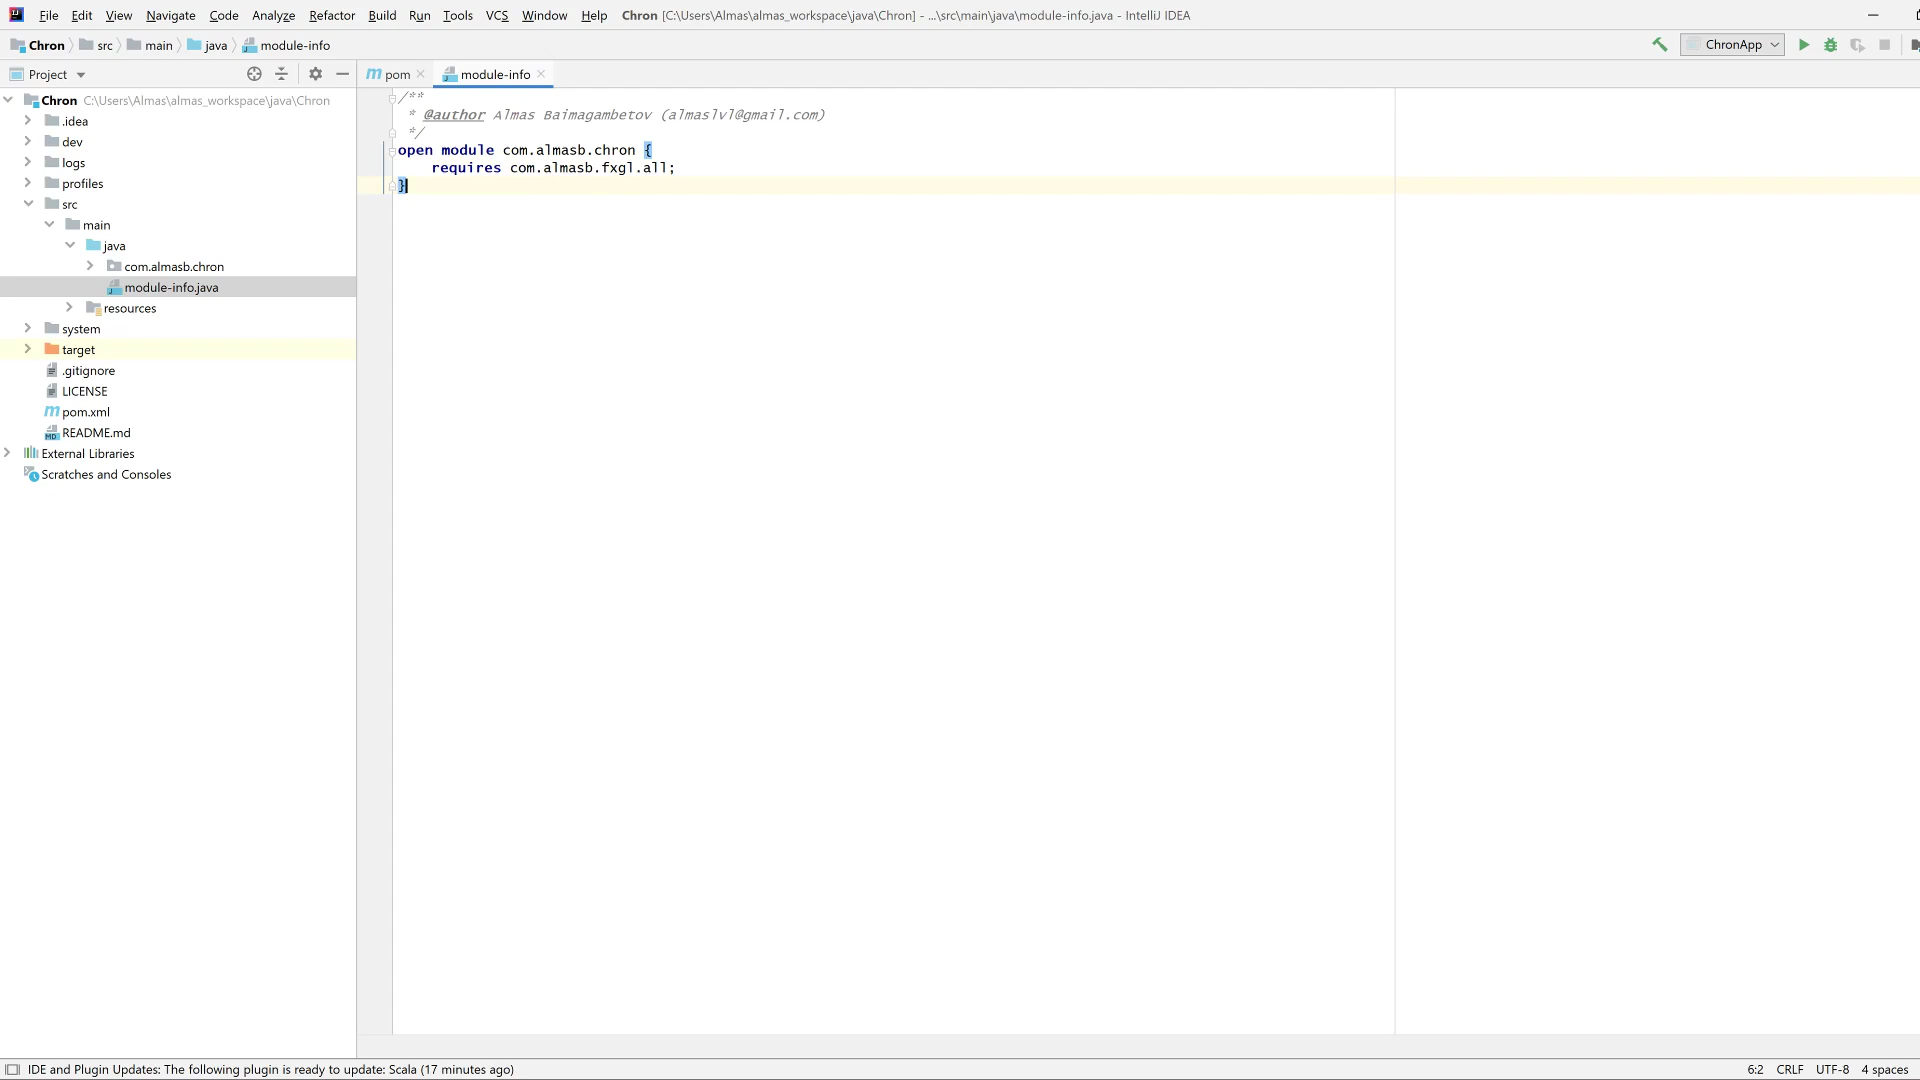 File Edit View Navigate Code Analyze Refactor Build Run Tools VCS Window Help Chron [C:\Users\Almas\almas_workspace\java\Chron] - ...\src\main\java\module-info.java - IntelliJ IDEA
Chron src main java module-info ChronApp
Project pom module-info
Chron C:\Users\Almas\almas_workspace\java\Chron
.idea
dev
logs
profiles
src
main
java
com.almasb.chron
module-info.java
resources
system
target
.gitignore
LICENSE
pom.xml
README.md
External Libraries
Scratches and Consoles
/**
* @author Almas Baimagambetov (almaslvl@gmail.com)
*/
open module com.almasb.chron {
requires com.almasb.fxgl.all;
}
IDE and Plugin Updates: The following plugin is ready to update: Scala (17 minutes ago) 6:2 CRLF UTF-8 4 spaces